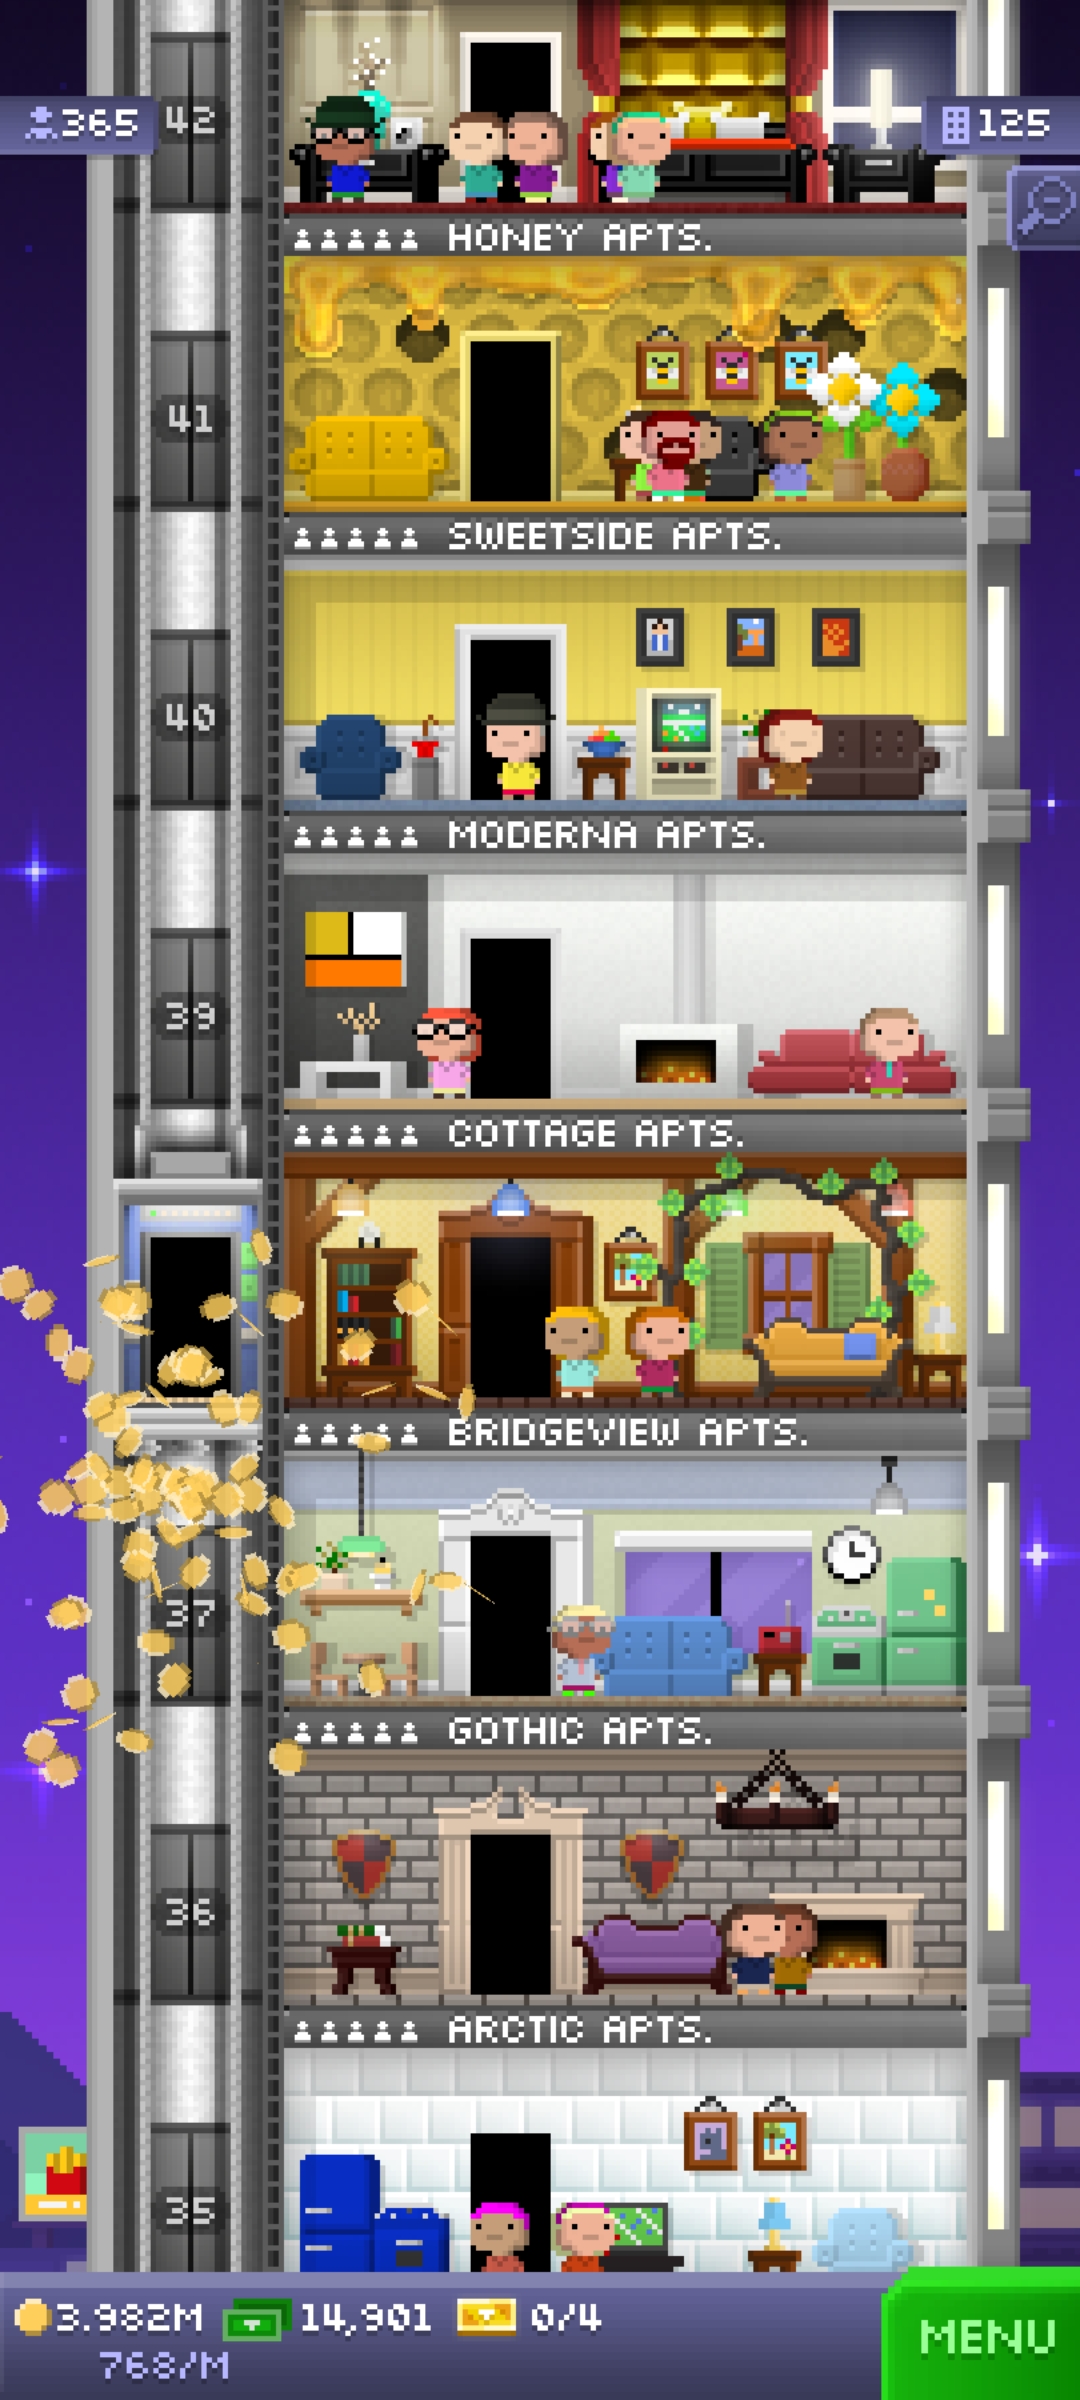 365
42
125
HONEY APTS.
41
SWEETSIDE APTS.
40
MODERNA APTS.
39
COTTAGE APTS.
BRIDGEVIEW APTS.
37
GOTHIC APTS.
36
ARCTIC APTS.
35
3.982M 14,901 0/4
768/M
MENU